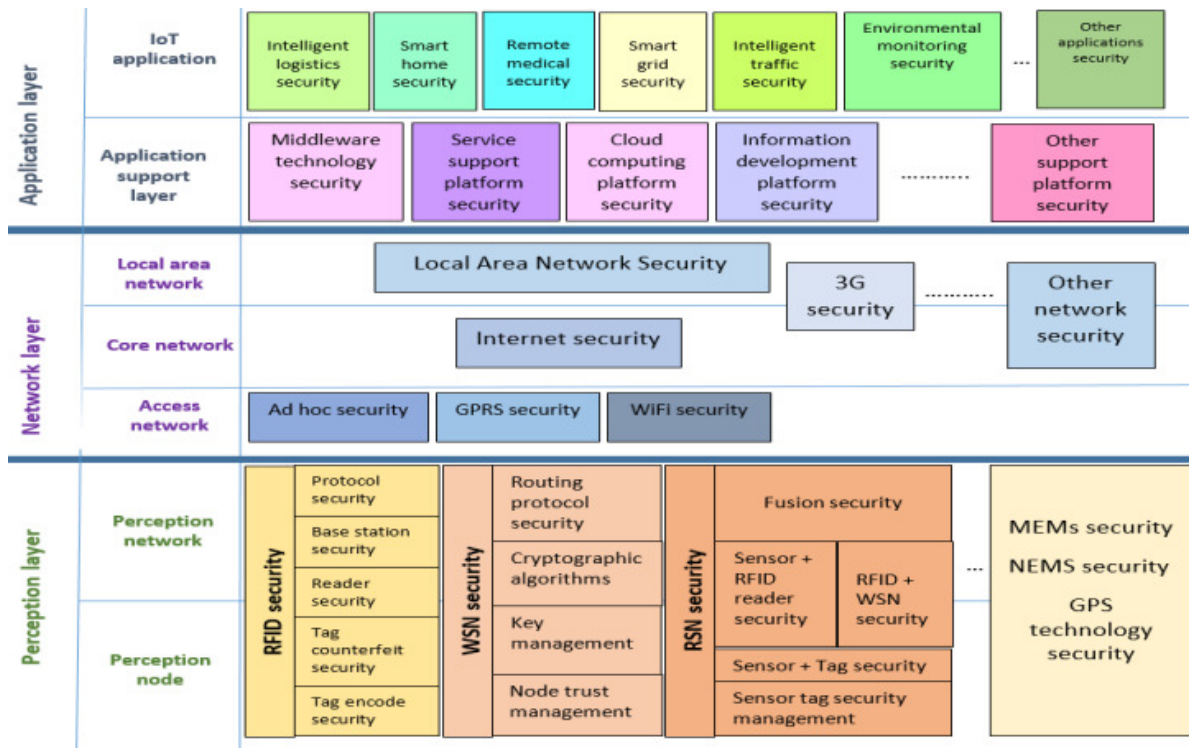 Application layer
IoT
application
Intelligent
logistics
security
Smart
home
security
Remote
medical
security
Smart
grid
security
Intelligent
traffic
security
Environmental
monitoring
security
...
Other
applications
security
Application
support
layer
Middleware
technology
security
Service
support
platform
security
Cloud
computing
platform
security
Information
development
platform
security
...........
Other
support
platform
security
Network layer
Local area
network
Local Area Network Security
3G
security
...........
Other
network
security
Core network
Internet security
Access
network
Ad hoc security
GPRS security
WiFi security
Perception layer
Perception
network
Perception
node
RFID security
Protocol
security
Base station
security
Reader
security
Tag
counterfeit
security
Tag encode
security
WSN security
Routing
protocol
security
Cryptographic
algorithms
Key
management
Node trust
management
RSN security
Fusion security
Sensor +
RFID
reader
security
RFID +
WSN
security
Sensor + Tag security
Sensor tag security
management
...
MEMs security
NEMS security
GPS
technology
security